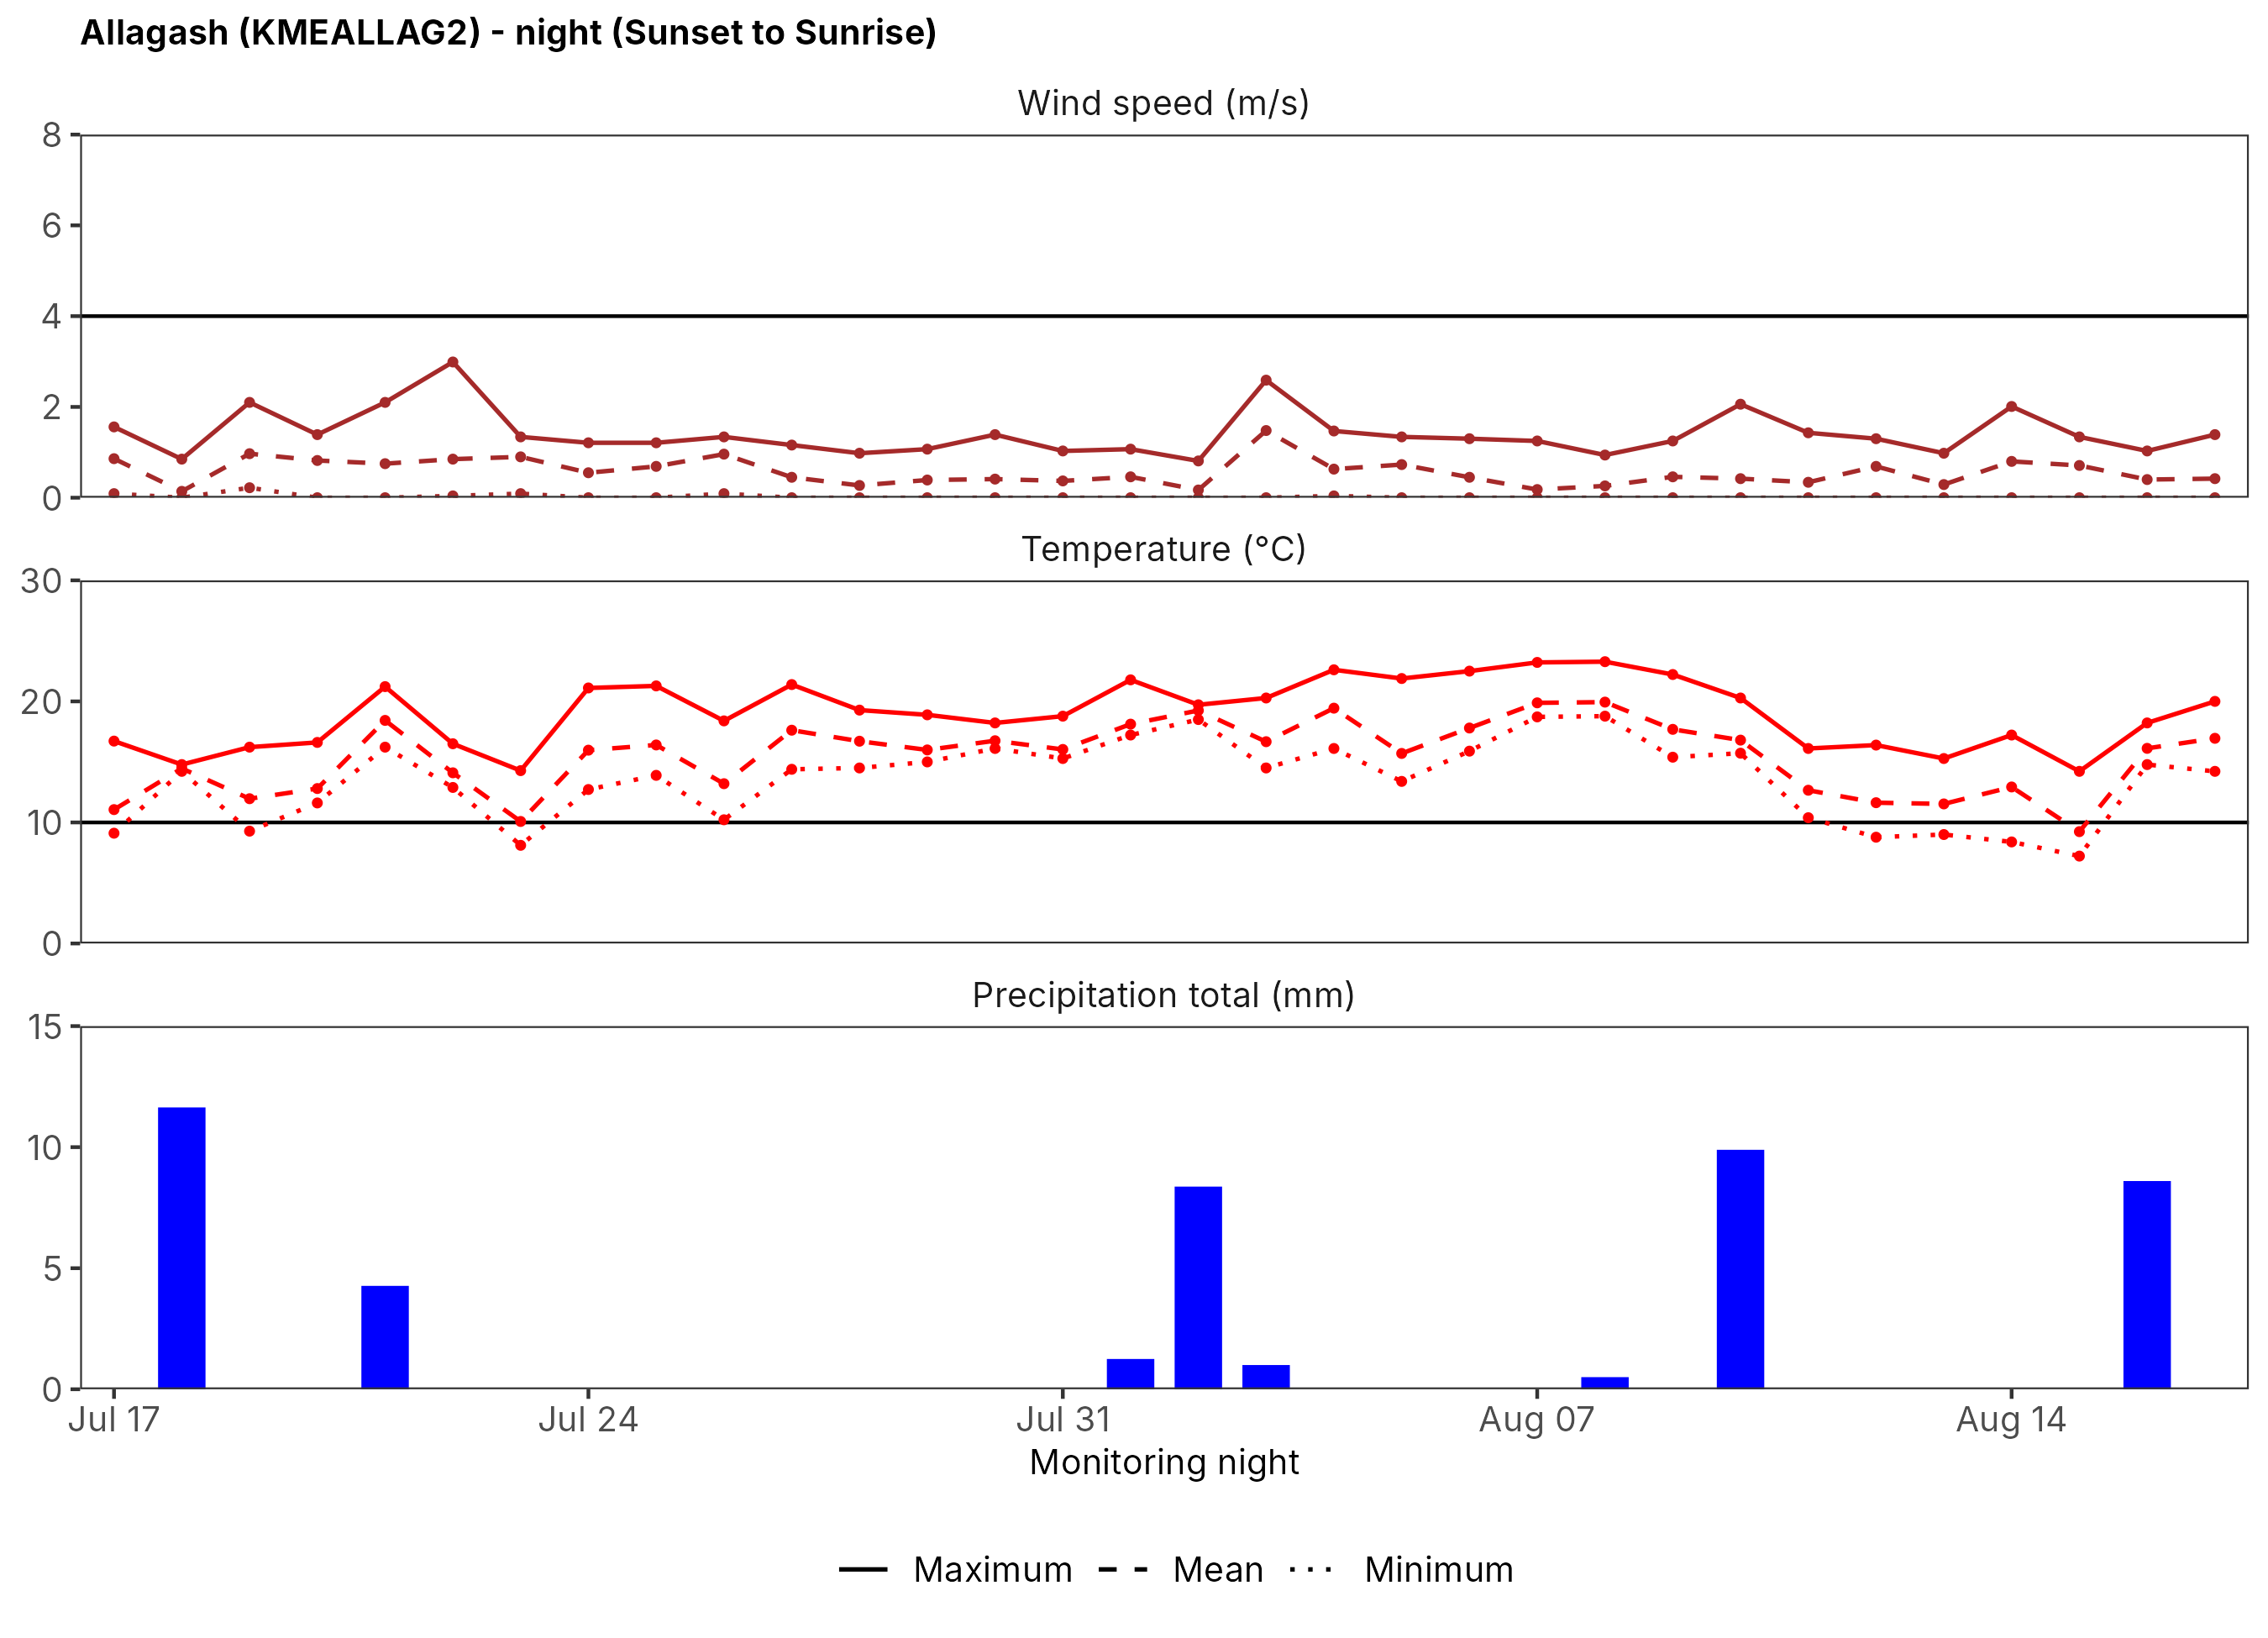 Allagash (KMEALLAG2) - night (Sunset to Sunrise)
Wind speed (m/s)
8
6
4
2
0
Temperature (°C)
30
20
10
0
Precipitation total (mm)
15
10
5
0
Jul 17 Jul 24 Jul 31 Aug 07 Aug 14
Monitoring night
Maximum Mean Minimum